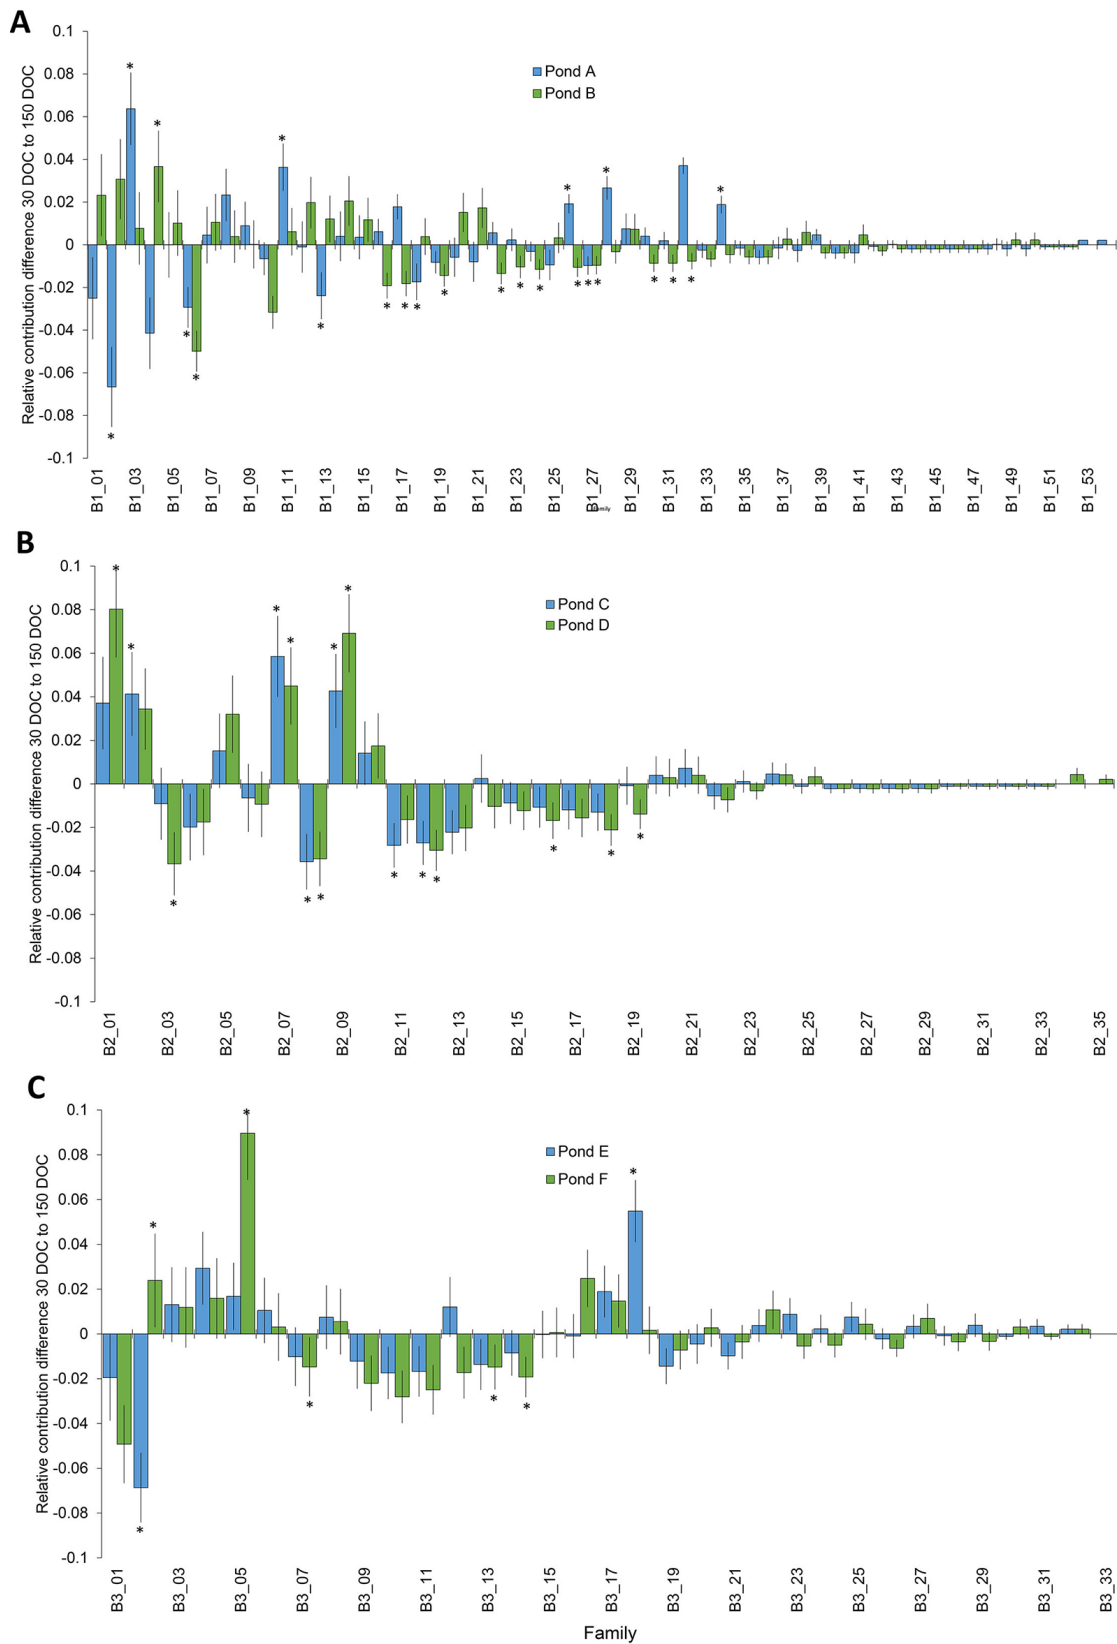 A
Relative contribution difference 30 DOC to 150 DOC
0.1
0.08
0.06
0.04
0.02
0
-0.02
-0.04
-0.06
-0.08
-0.1
Pond A
Pond B
B1_01 B1_03 B1_05 B1_07 B1_09 B1_11 B1_13 B1_15 B1_17 B1_19 B1_21 B1_23 B1_25 B1_27 B1_29 B1_31 B1_33 B1_35 B1_37 B1_39 B1_41 B1_43 B1_45 B1_47 B1_49 B1_51 B1_53
Family
B
Relative contribution difference 30 DOC to 150 DOC
0.1
0.08
0.06
0.04
0.02
0
-0.02
-0.04
-0.06
-0.08
-0.1
Pond C
Pond D
B2_01 B2_03 B2_05 B2_07 B2_09 B2_11 B2_13 B2_15 B2_17 B2_19 B2_21 B2_23 B2_25 B2_27 B2_29 B2_31 B2_33 B2_35
C
Relative contribution difference 30 DOC to 150 DOC
0.1
0.08
0.06
0.04
0.02
0
-0.02
-0.04
-0.06
-0.08
-0.1
Pond E
Pond F
B3_01 B3_03 B3_05 B3_07 B3_09 B3_11 B3_13 B3_15 B3_17 B3_19 B3_21 B3_23 B3_25 B3_27 B3_29 B3_31 B3_33
Family